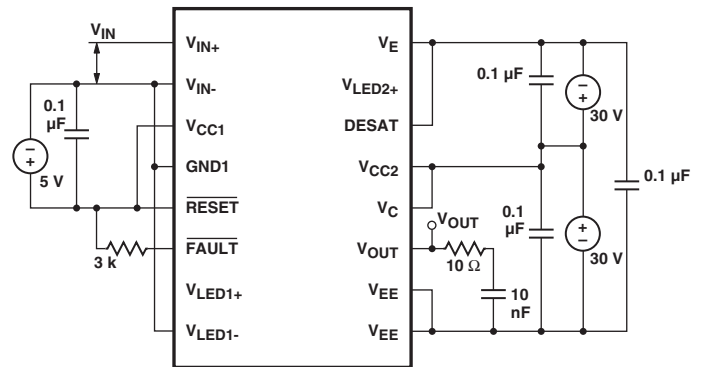 VIN
VIN+
VIN-
VCC1
GND1
RESET
FAULT
VLED1+
VLED1-
VE
VLED2+
DESAT
VCC2
VC
VOUT
VEE
VEE
0.1
µF
– +
5 V
3 k
VOUT
10 Ω
10
nF
0.1 µF
– +
30 V
0.1
µF
+ –
30 V
0.1 µF